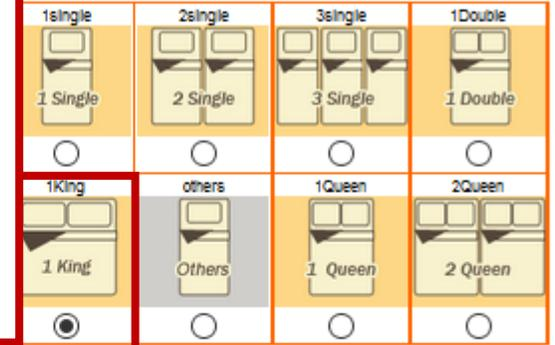 1single 2single 3single 1Double
1 Single 2 Single 3 Single 1 Double
1King others 1Queen 2Queen
1 King Others 1 Queen 2 Queen